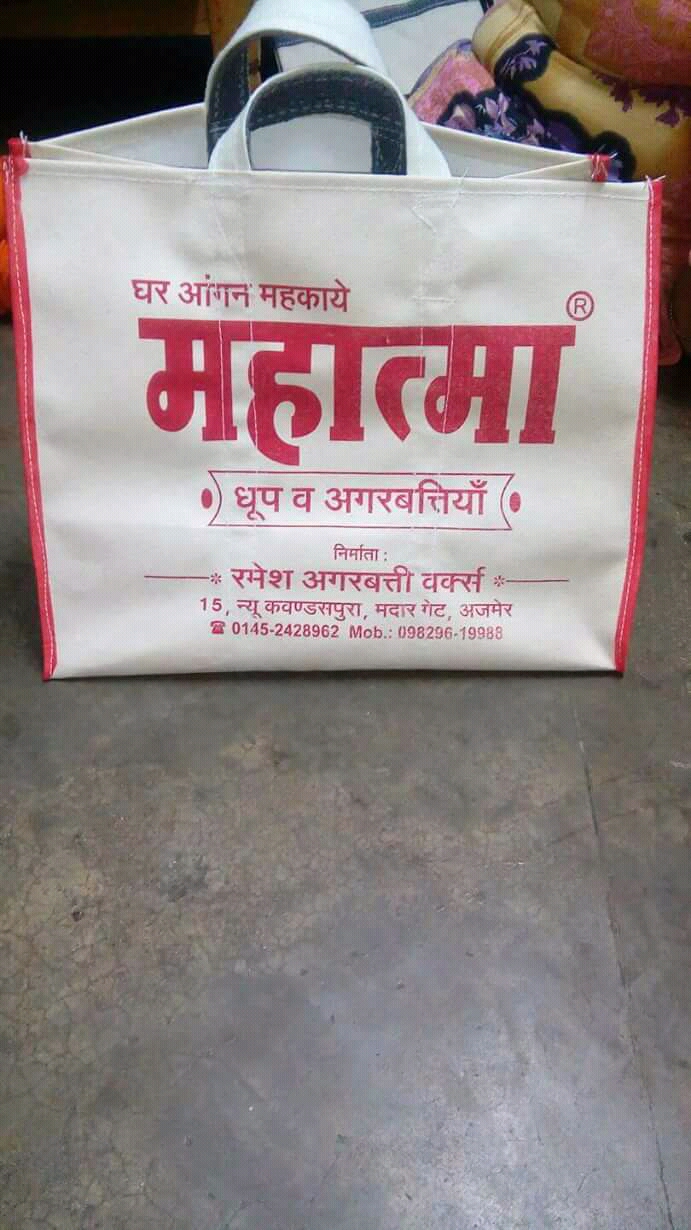 घर आंगन महकाये
महात्मा ®
धूप व अगरबत्तियाँ
निर्माता :
रमेश अगरबत्ती वर्क्स
15, न्यू कवण्डसपुरा, मदार गेट, अजमेर
☎ 0145-2428962 Mob.: 098296-19988